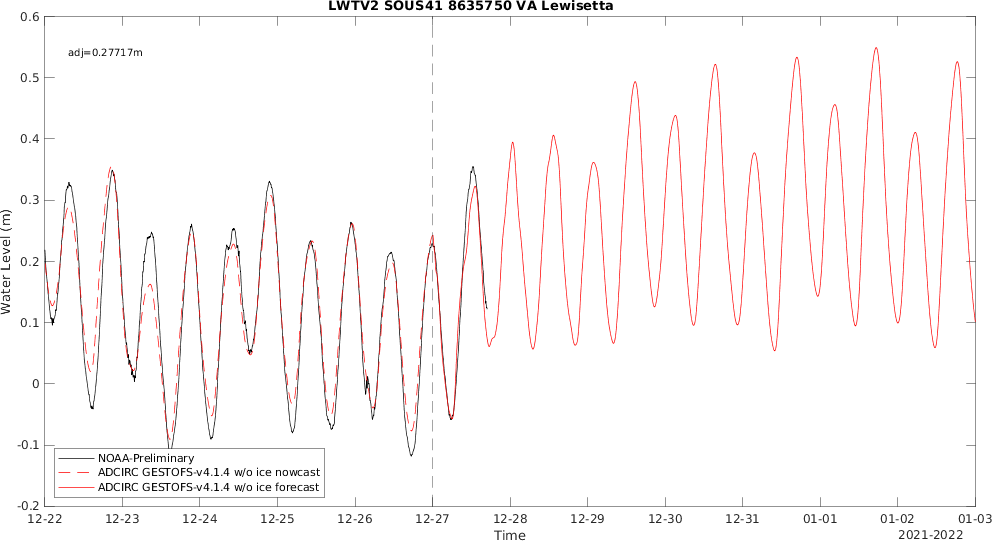 LWTV2 SOUS41 8635750 VA Lewisetta
adj=0.27717m
0.6
0.5
0.4
0.3
0.2
0.1
0
-0.1
-0.2
Water Level (m)
NOAA-Preliminary
ADCIRC GESTOFS-v4.1.4 w/o ice nowcast
ADCIRC GESTOFS-v4.1.4 w/o ice forecast
12-22 12-23 12-24 12-25 12-26 12-27 12-28 12-29 12-30 12-31 01-01 01-02 01-03
Time
2021-2022